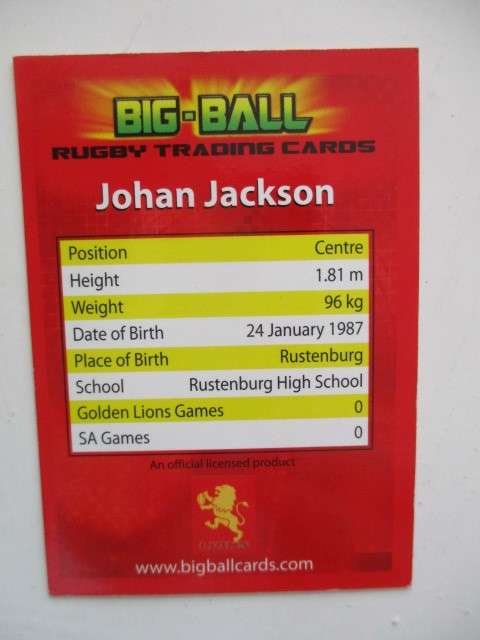 BIG-BALL
RUGBY TRADING CARDS
Johan Jackson
Position Centre
Height 1.81 m
Weight 96 kg
Date of Birth 24 January 1987
Place of Birth Rustenburg
School Rustenburg High School
Golden Lions Games 0
SA Games 0
An official licensed product
www.bigballcards.com